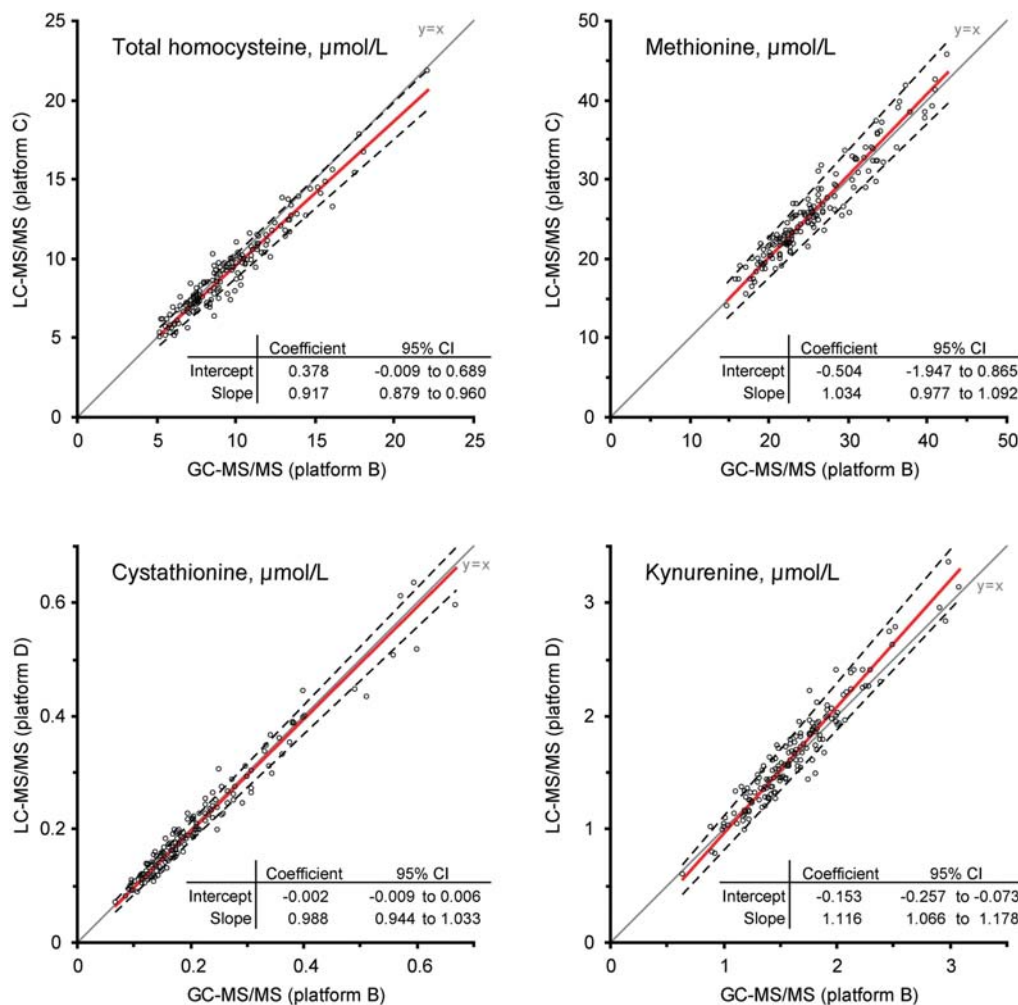 Total homocysteine, µmol/L
y=x
LC-MS/MS (platform C)
25
20
15
10
5
0
Coefficient 95% CI
Intercept 0.378 -0.009 to 0.689
Slope 0.917 0.879 to 0.960
0 5 10 15 20 25
GC-MS/MS (platform B)
Methionine, µmol/L
y=x
LC-MS/MS (platform C)
50
40
30
20
10
0
Coefficient 95% CI
Intercept -0.504 -1.947 to 0.865
Slope 1.034 0.977 to 1.092
0 10 20 30 40 50
GC-MS/MS (platform B)
Cystathionine, µmol/L
y=x
LC-MS/MS (platform D)
0.6
0.4
0.2
0
Coefficient 95% CI
Intercept -0.002 -0.009 to 0.006
Slope 0.988 0.944 to 1.033
0 0.2 0.4 0.6
GC-MS/MS (platform B)
Kynurenine, µmol/L
y=x
LC-MS/MS (platform D)
3
2
1
0
Coefficient 95% CI
Intercept -0.153 -0.257 to -0.073
Slope 1.116 1.066 to 1.178
0 1 2 3
GC-MS/MS (platform B)